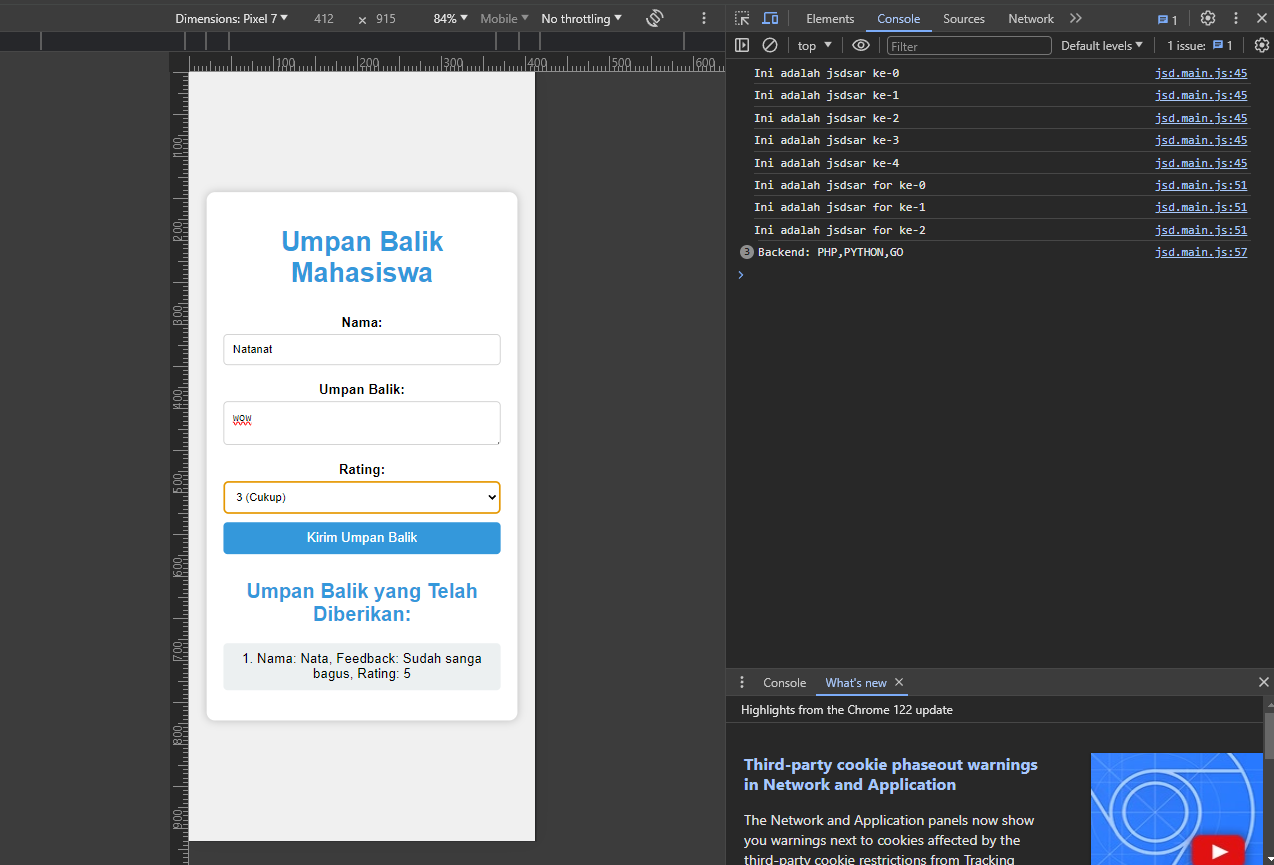 Dimensions: Pixel 7 412 × 915 84% Mobile No throttling
100 200 300 400 500 600
100
200
300
400
500
600
700
800
900
Umpan Balik
Mahasiswa
Nama:
Natanat
Umpan Balik:
wow
Rating:
3 (Cukup)
Kirim Umpan Balik
Umpan Balik yang Telah
Diberikan:
1. Nama: Nata, Feedback: Sudah sanga
bagus, Rating: 5
Elements Console Sources Network 1
top Filter Default levels 1 issue: 1
Ini adalah jsdsar ke-0 jsd.main.js:45
Ini adalah jsdsar ke-1 jsd.main.js:45
Ini adalah jsdsar ke-2 jsd.main.js:45
Ini adalah jsdsar ke-3 jsd.main.js:45
Ini adalah jsdsar ke-4 jsd.main.js:45
Ini adalah jsdsar for ke-0 jsd.main.js:51
Ini adalah jsdsar for ke-1 jsd.main.js:51
Ini adalah jsdsar for ke-2 jsd.main.js:51
3 Backend: PHP,PYTHON,GO jsd.main.js:57
Console What's new
Highlights from the Chrome 122 update
Third-party cookie phaseout warnings
in Network and Application
The Network and Application panels now show
you warnings next to cookies affected by the
third-party cookie restrictions from Tracking